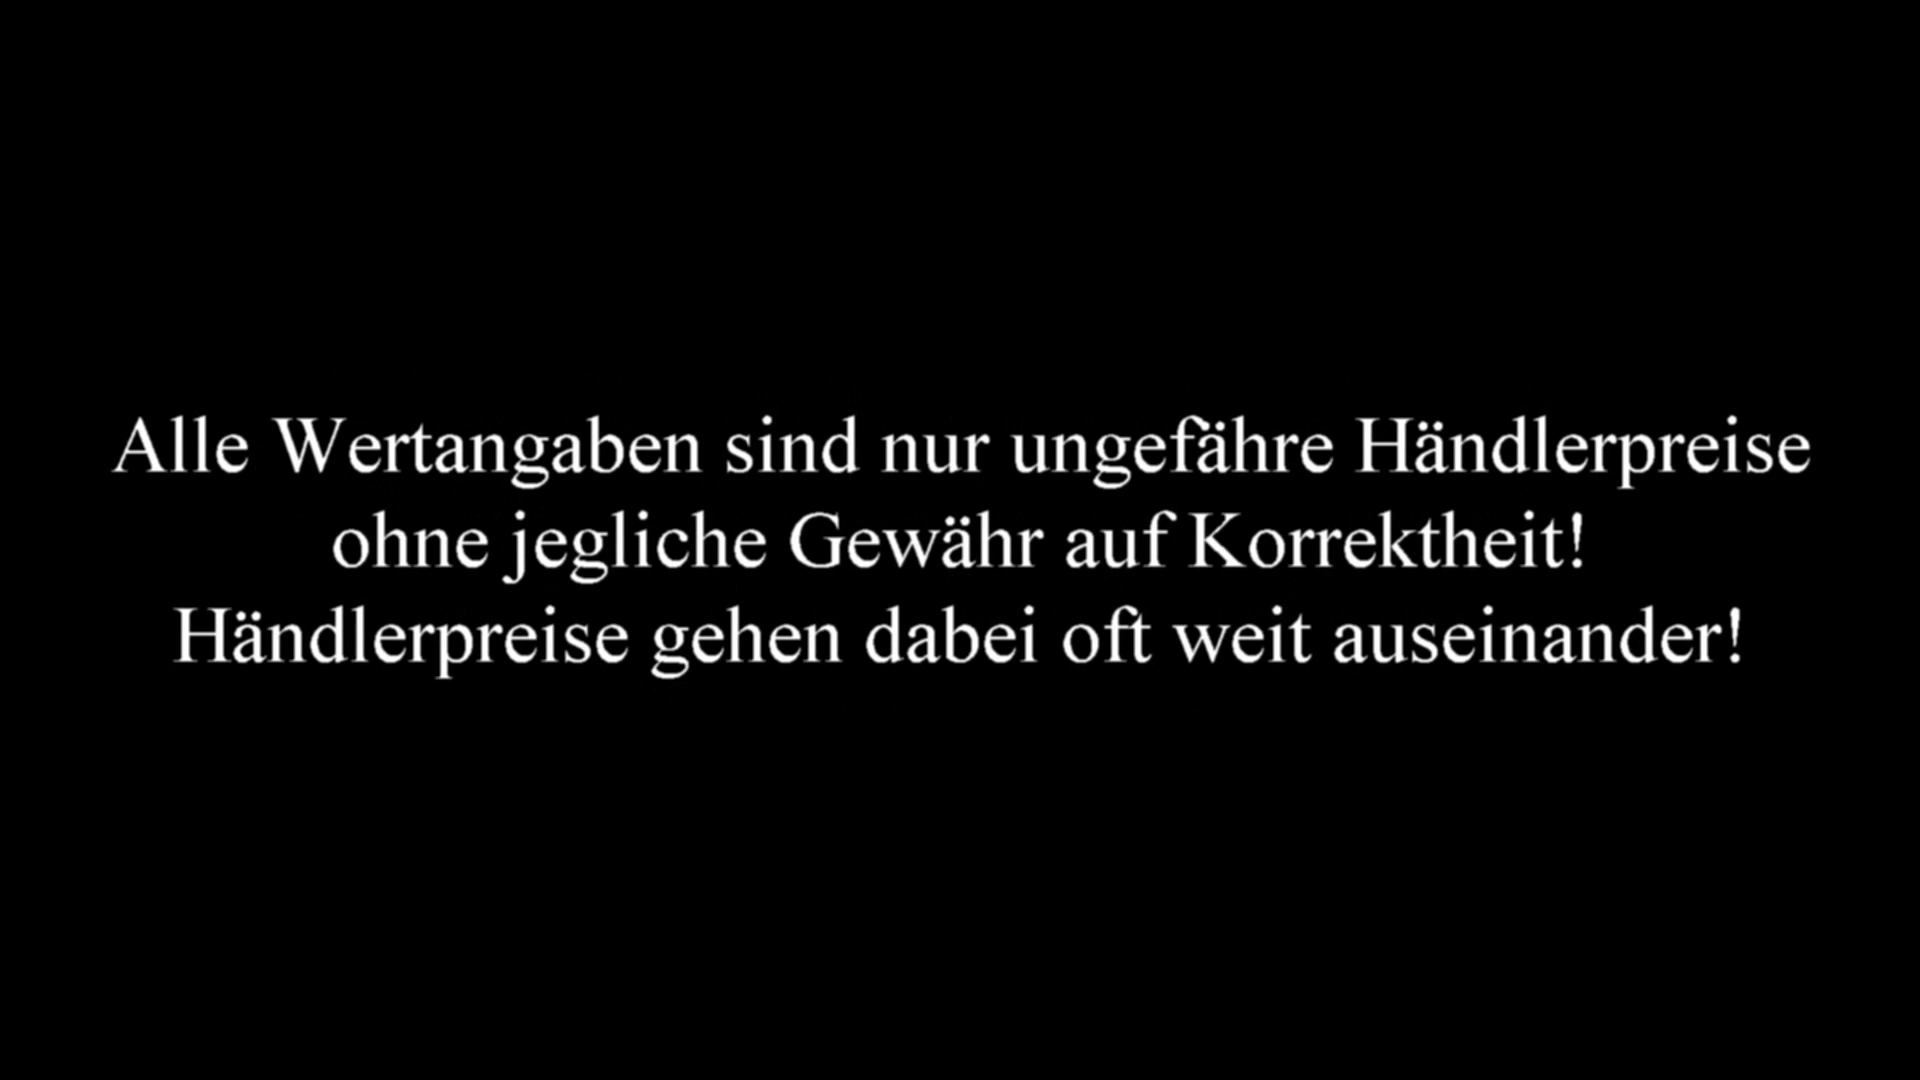 Alle Wertangaben sind nur ungefähre Händlerpreise
ohne jegliche Gewähr auf Korrektheit!
Händlerpreise gehen dabei oft weit auseinander!